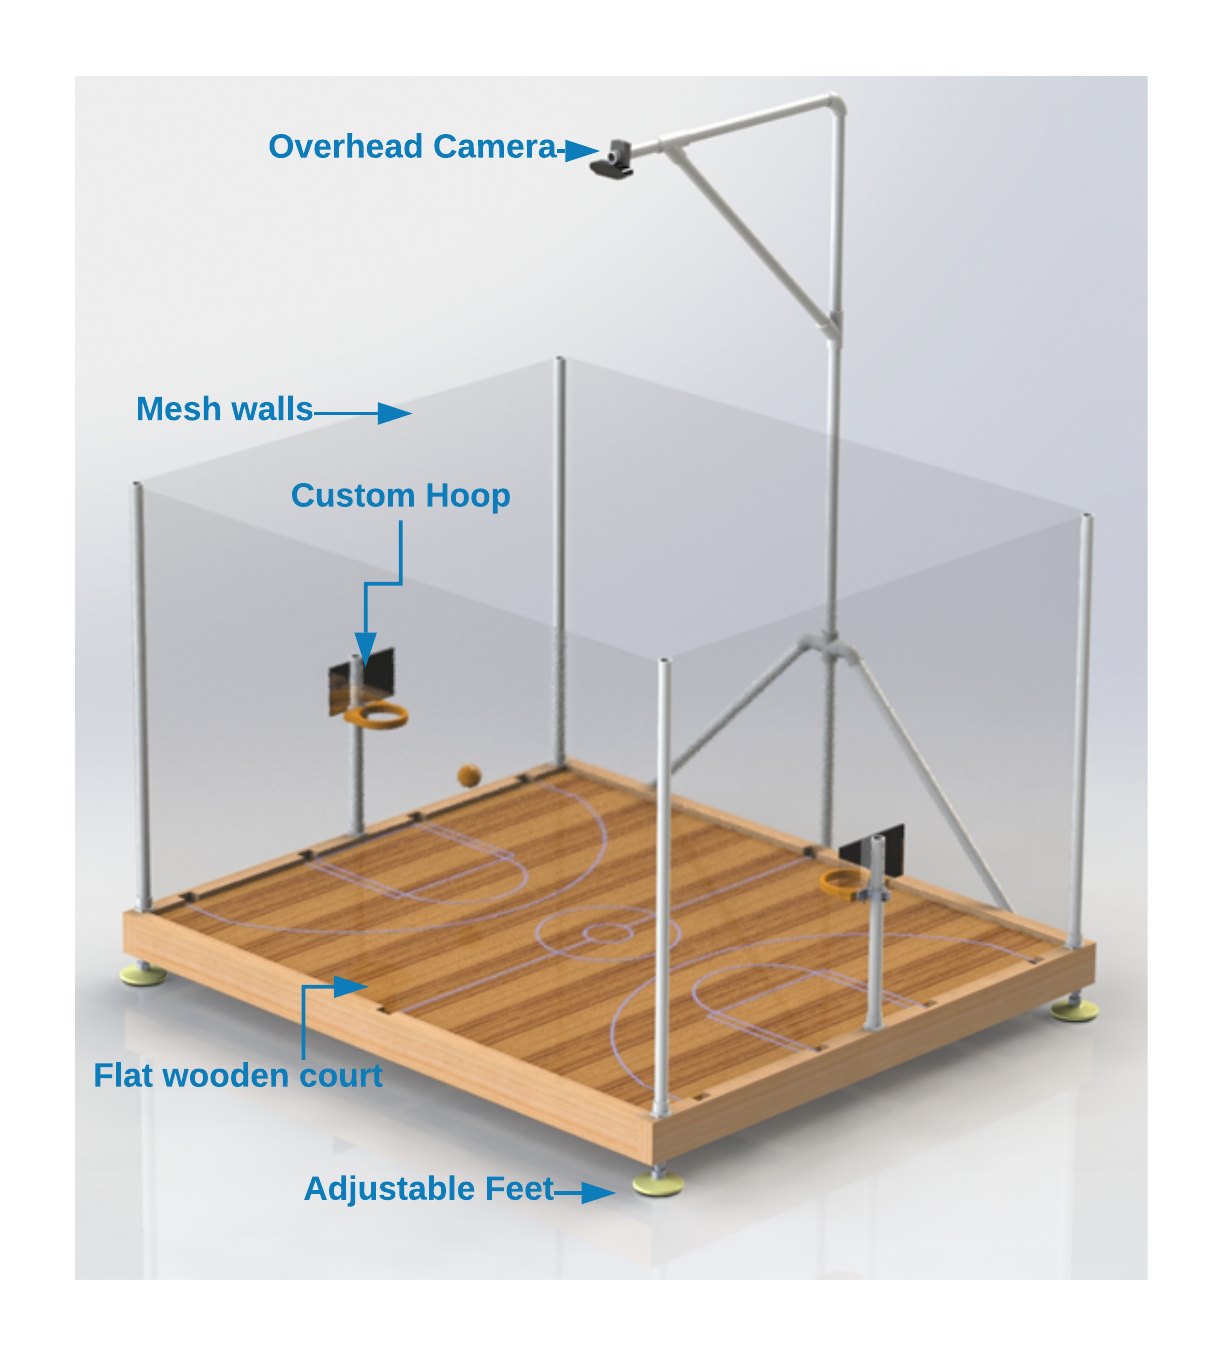 Overhead Camera
Mesh walls
Custom Hoop
Flat wooden court
Adjustable Feet